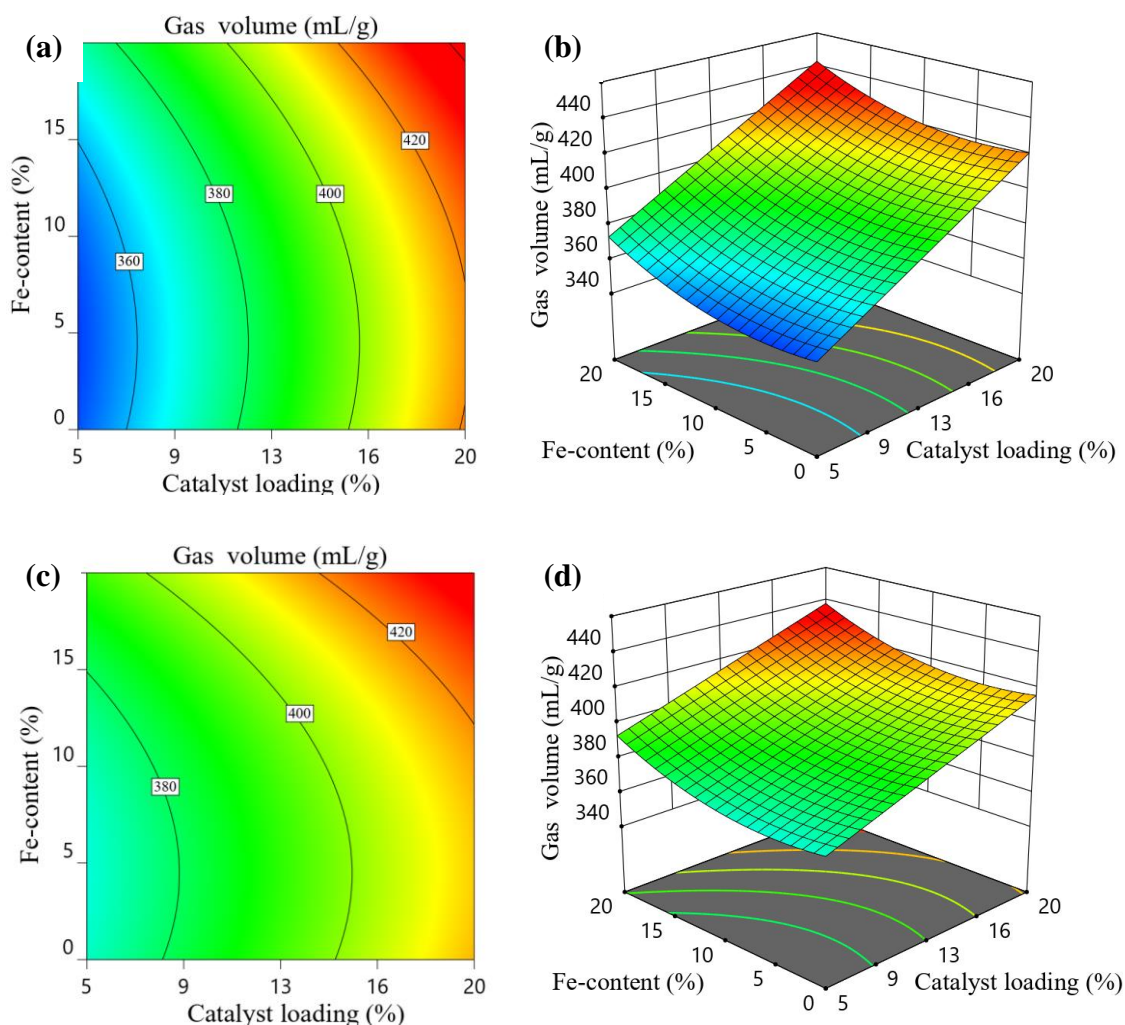 Gas volume (mL/g)
(a)
Fe-content (%)
15
10
5
0
360
380
400
420
5 9 13 16 20
Catalyst loading (%)
(b)
Gas volume (mL/g)
440
420
400
380
360
340
20
15
10
5
0
Fe-content (%)
5
9
13
16
20
Catalyst loading (%)
Gas volume (mL/g)
(c)
Fe-content (%)
15
10
5
0
380
400
420
5 9 13 16 20
Catalyst loading (%)
(d)
Gas volume (mL/g)
440
420
400
380
360
340
20
15
10
5
0
Fe-content (%)
5
9
13
16
20
Catalyst loading (%)